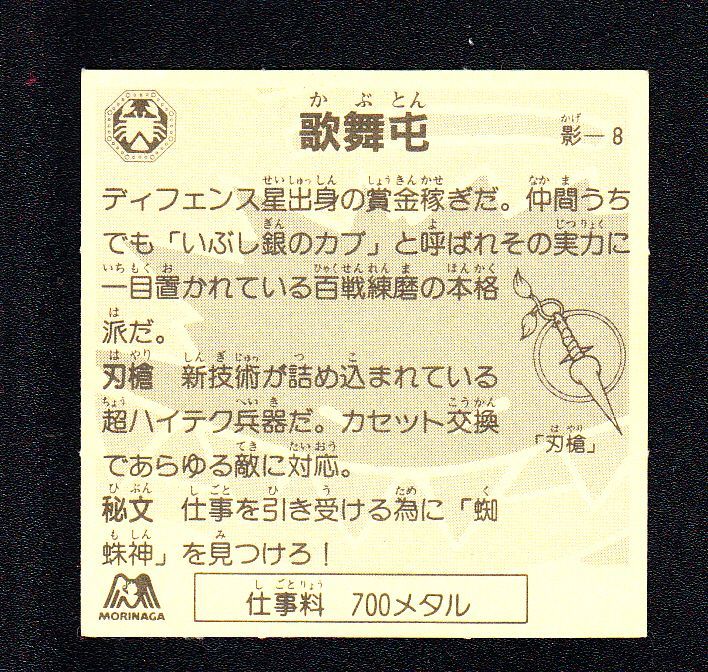 かぶとん
歌舞屯
かげ
影―8
せいしゅっしん しょうきんかせ なかま
ディフェンス星出身の賞金稼ぎだ。仲間うち
ぎん よ じつりょく
でも「いぶし銀のカブ」と呼ばれその実力に
いちもくお ひゃくせんれんま ほんかく
一目置かれている百戦練磨の本格
は
派だ。
はやり しんぎじゅつ つ こ
刃槍 新技術が詰め込まれている
ちょう へいき こうかん
超ハイテク兵器だ。カセット交換
てき たいおう
であらゆる敵に対応。
はやり
「刃槍」
ひぶん しごと ひ う ため く
秘文 仕事を引き受ける為に「蜘
もしん み
蛛神」を見つけろ！
MORINAGA
しごとりょう
仕事料 700メタル